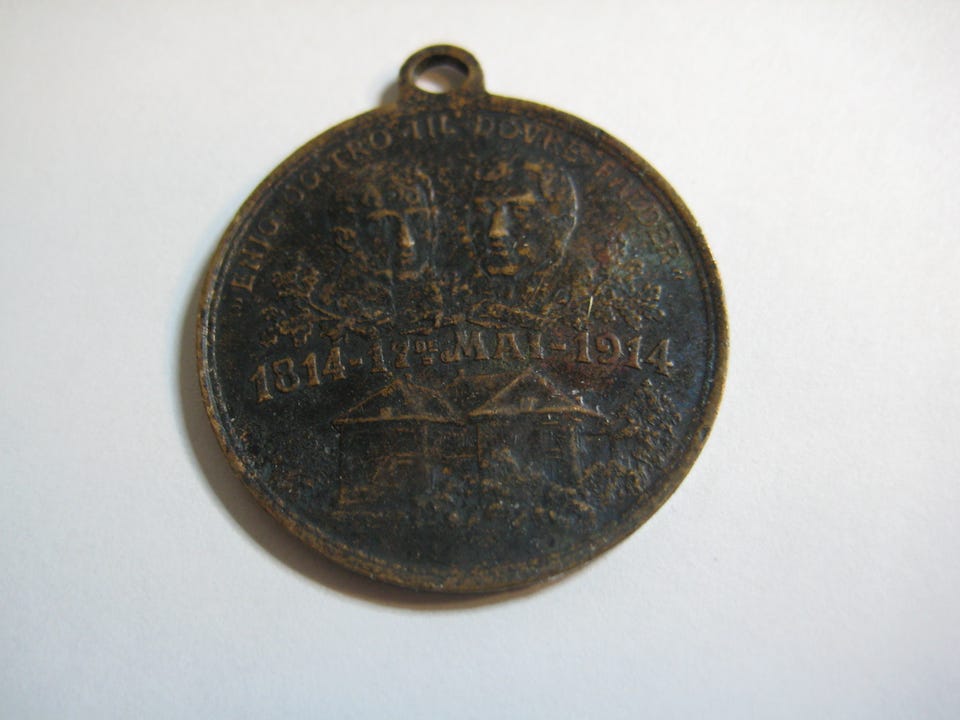 "ENIG·OG·TRO·TIL·DOVRE·FALDER"
1814-17DE MAI-1914